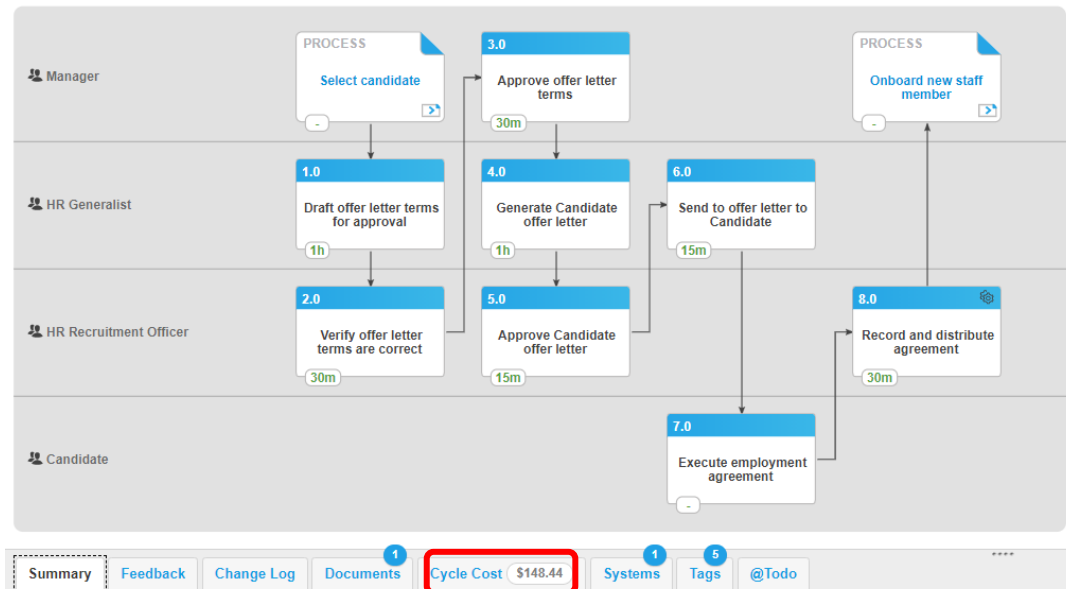 Manager
PROCESS
Select candidate
-
3.0
Approve offer letter
terms
30m
PROCESS
Onboard new staff
member
-
HR Generalist
1.0
Draft offer letter terms
for approval
1h
4.0
Generate Candidate
offer letter
1h
6.0
Send to offer letter to
Candidate
15m
HR Recruitment Officer
2.0
Verify offer letter
terms are correct
30m
5.0
Approve Candidate
offer letter
15m
8.0
Record and distribute
agreement
30m
Candidate
7.0
Execute employment
agreement
-
Summary Feedback Change Log Documents 1 Cycle Cost $148.44 Systems 1 Tags 5 @Todo